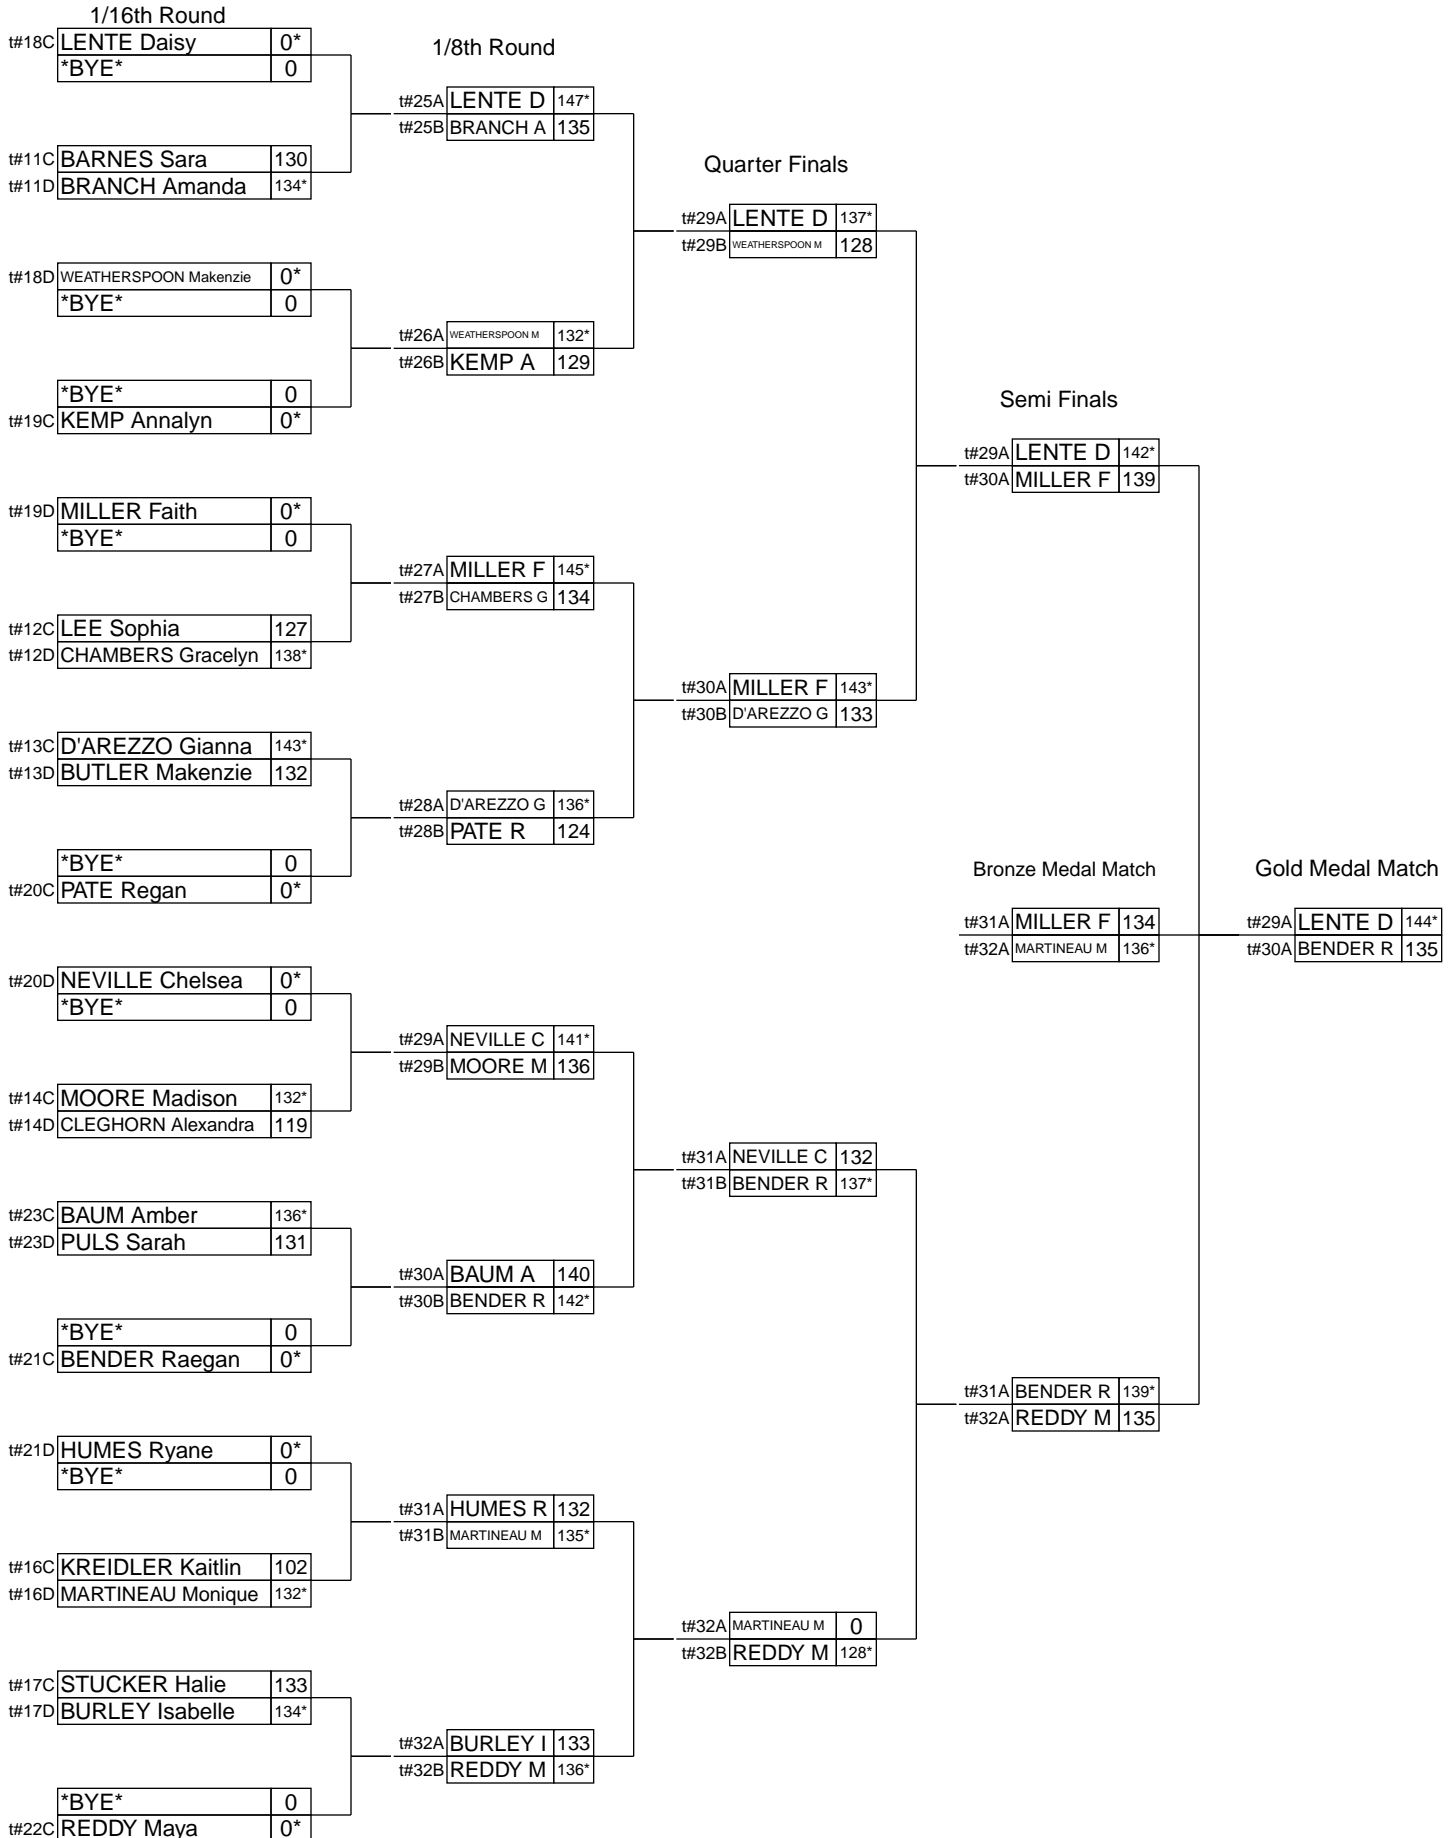 1/16th Round
t#18C LENTE Daisy 0*
*BYE* 0
t#11C BARNES Sara 130
t#11D BRANCH Amanda 134*
t#18D WEATHERSPOON Makenzie 0*
*BYE* 0
*BYE* 0
t#19C KEMP Annalyn 0*
t#19D MILLER Faith 0*
*BYE* 0
t#12C LEE Sophia 127
t#12D CHAMBERS Gracelyn 138*
t#13C D'AREZZO Gianna 143*
t#13D BUTLER Makenzie 132
*BYE* 0
t#20C PATE Regan 0*
t#20D NEVILLE Chelsea 0*
*BYE* 0
t#14C MOORE Madison 132*
t#14D CLEGHORN Alexandra 119
t#23C BAUM Amber 136*
t#23D PULS Sarah 131
*BYE* 0
t#21C BENDER Raegan 0*
t#21D HUMES Ryane 0*
*BYE* 0
t#16C KREIDLER Kaitlin 102
t#16D MARTINEAU Monique 132*
t#17C STUCKER Halie 133
t#17D BURLEY Isabelle 134*
*BYE* 0
t#22C REDDY Maya 0*
1/8th Round
t#25A LENTE D 147*
t#25B BRANCH A 135
t#26A WEATHERSPOON M 132*
t#26B KEMP A 129
t#27A MILLER F 145*
t#27B CHAMBERS G 134
t#28A D'AREZZO G 136*
t#28B PATE R 124
t#29A NEVILLE C 141*
t#29B MOORE M 136
t#30A BAUM A 140
t#30B BENDER R 142*
t#31A HUMES R 132
t#31B MARTINEAU M 135*
t#32A BURLEY I 133
t#32B REDDY M 136*
Quarter Finals
t#29A LENTE D 137*
t#29B WEATHERSPOON M 128
t#30A MILLER F 143*
t#30B D'AREZZO G 133
t#31A NEVILLE C 132
t#31B BENDER R 137*
t#32A MARTINEAU M 0
t#32B REDDY M 128*
Semi Finals
t#29A LENTE D 142*
t#30A MILLER F 139
t#31A BENDER R 139*
t#32A REDDY M 135
Bronze Medal Match
t#31A MILLER F 134
t#32A MARTINEAU M 136*
Gold Medal Match
t#29A LENTE D 144*
t#30A BENDER R 135